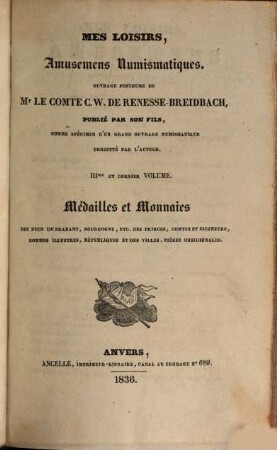 MES LOISIRS,
Amusemens Numismatiques.
OUVRAGE POSTHUME DE
Mr LE COMTE C. W. DE RENESSE-BREIDBACH,
PUBLIÉ PAR SON FILS,
COMME SPÉCIMEN D'UN GRAND OUVRAGE NUMISMATIQUE
PROJETTÉ PAR L'AUTEUR.
IIIme ET DERNIER VOLUME.
Médailles et Monnaies
DES DUCS DE BRABANT, BOURGOGNE, ETC. DES PRINCES, COMTES ET SEIGNEURS,
HOMMES ILLUSTRES, RÉPUBLIQUES ET DES VILLES. PIÈCES OBSIDIONALES.
ANVERS,
ANCELLE, IMPRIMEUR-LIBRAIRE, CANAL AU FROMAGE No 689.
1836.